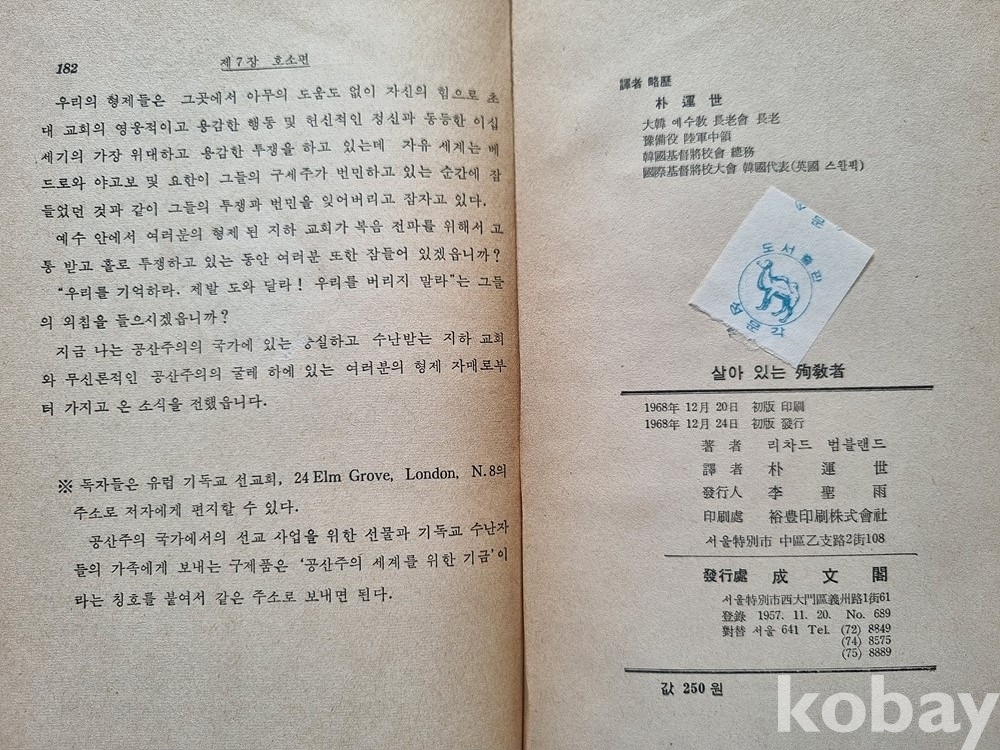 182
제7장 호소편
우리의 형제들은 그곳에서 아무의 도움도 없이 자신의 힘으로 초
대 교회의 영웅적이고 용감한 행동 및 헌신적인 정신과 동등한 이십
세기의 가장 위대하고 용감한 투쟁을 하고 있는데 자유 세계는 베
드로와 야고보 및 요한이 그들의 구세주가 번민하고 있는 순간에 잠
들었던 것과 같이 그들의 투쟁과 번민을 잊어버리고 잠자고 있다.
예수 안에서 여러분의 형제 된 지하 교회가 복음 전파를 위해서 고
통 받고 홀로 투쟁하고 있는 동안 여러분 또한 잠들어 있겠읍니까?
“우리를 기억하라. 제발 도와 달라! 우리를 버리지 말라”는 그들
의 외침을 들으시겠읍니까?
지금 나는 공산주의의 국가에 있는 충실하고 수난받는 지하 교회
와 무신론적인 공산주의의 굴레 하에 있는 여러분의 형제 자매로부
터 가지고 온 소식을 전했읍니다.
※ 독자들은 유럽 기독교 선교회, 24 Elm Grove, London, N.8의
주소로 저자에게 편지할 수 있다.
공산주의 국가에서의 선교 사업을 위한 선물과 기독교 수난자
들의 가족에게 보내는 구제품은 ‘공산주의 세계를 위한 기금’이
라는 칭호를 붙여서 같은 주소로 보내면 된다.
譯者 略歷
朴運世
大韓 예수敎 長老會 長老
豫備役 陸軍中領
韓國基督將校會 總務
國際基督將校大會 韓國代表(英國 스완윅)
도서출판
성문각
살아 있는 殉敎者
1968年 12月 20日 初版 印刷
1968年 12月 24日 初版 發行
著者 리차드 범블랜드
譯者 朴運世
發行人 李聖雨
印刷處 裕豊印刷株式會社
서울特別市 中區乙支路2街108
發行處 成文閣
서울特別市西大門區義州路1街61
登錄 1957. 11. 20. No. 689
對替 서울 641 Tel. (72) 8849
(74) 8575
(75) 8889
값 250원
kobay